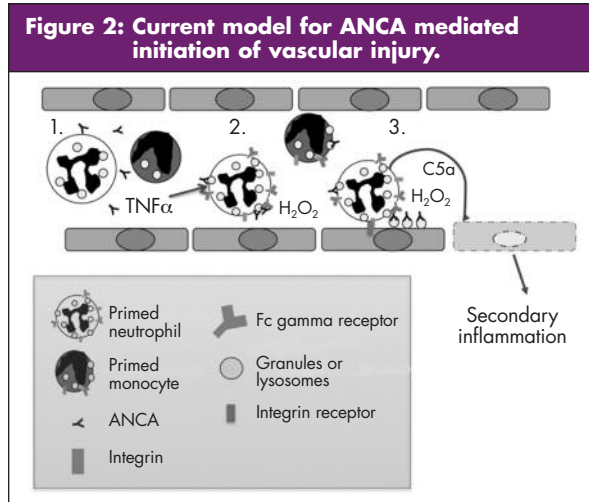 Figure 2: Current model for ANCA mediated
initiation of vascular injury.
1.
2.
3.
TNFα
H₂O₂
C5a
H₂O₂
Secondary
inflammation
Primed
neutrophil
Primed
monocyte
ANCA
Integrin
Fc gamma receptor
Granules or
lysosomes
Integrin receptor